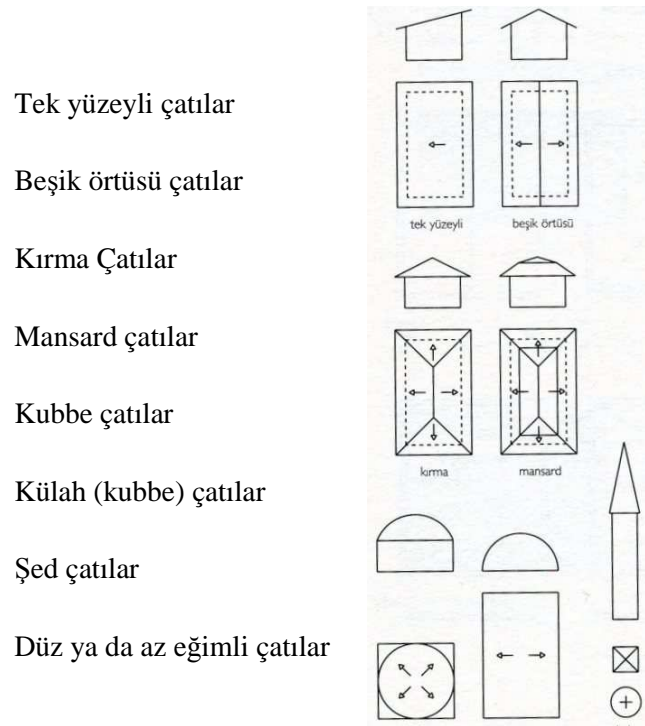 Tek yüzeyli çatılar
Beşik örtüsü çatılar
Kırma Çatılar
Mansard çatılar
Kubbe çatılar
Külah (kubbe) çatılar
Şed çatılar
Düz ya da az eğimli çatılar
tek yüzeyli
beşik örtüsü
kırma
mansard